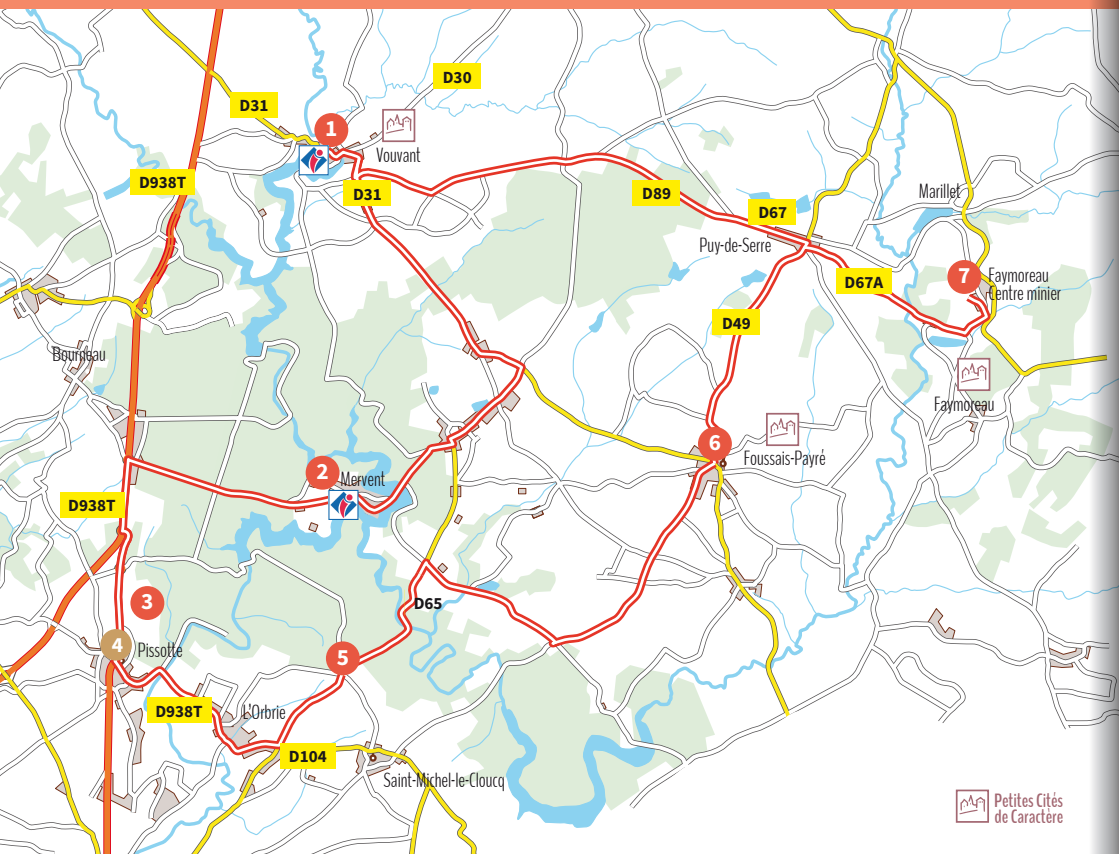 D30
D31
1
Vouvant
D938T
D31
D89
Marillet
D67
Puy-de-Serre
7
Faymoreau
Centre minier
D67A
D49
Bourneau
Faymoreau
6
Foussais-Payré
2
Mervent
D938T
3
D65
4
Pissotte
5
D938T
L'Orbrie
D104
Saint-Michel-le-Cloucq
Petites Cités
de Caractère